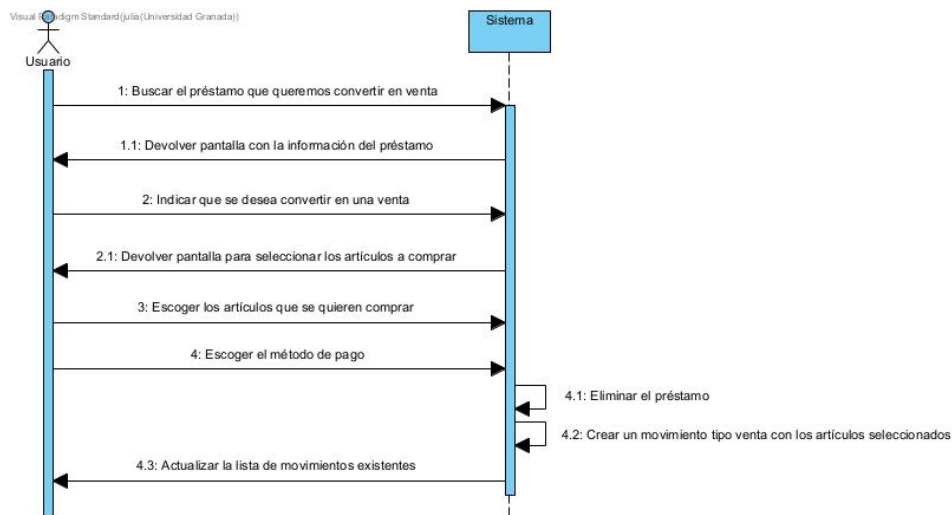 Visual Paradigm Standard(julia(Universidad Granada))
Sistema
Usuario
1: Buscar el préstamo que queremos convertir en venta
1.1: Devolver pantalla con la información del préstamo
2: Indicar que se desea convertir en una venta
2.1: Devolver pantalla para seleccionar los artículos a comprar
3: Escoger los artículos que se quieren comprar
4: Escoger el método de pago
4.1: Eliminar el préstamo
4.2: Crear un movimiento tipo venta con los artículos seleccionados
4.3: Actualizar la lista de movimientos existentes